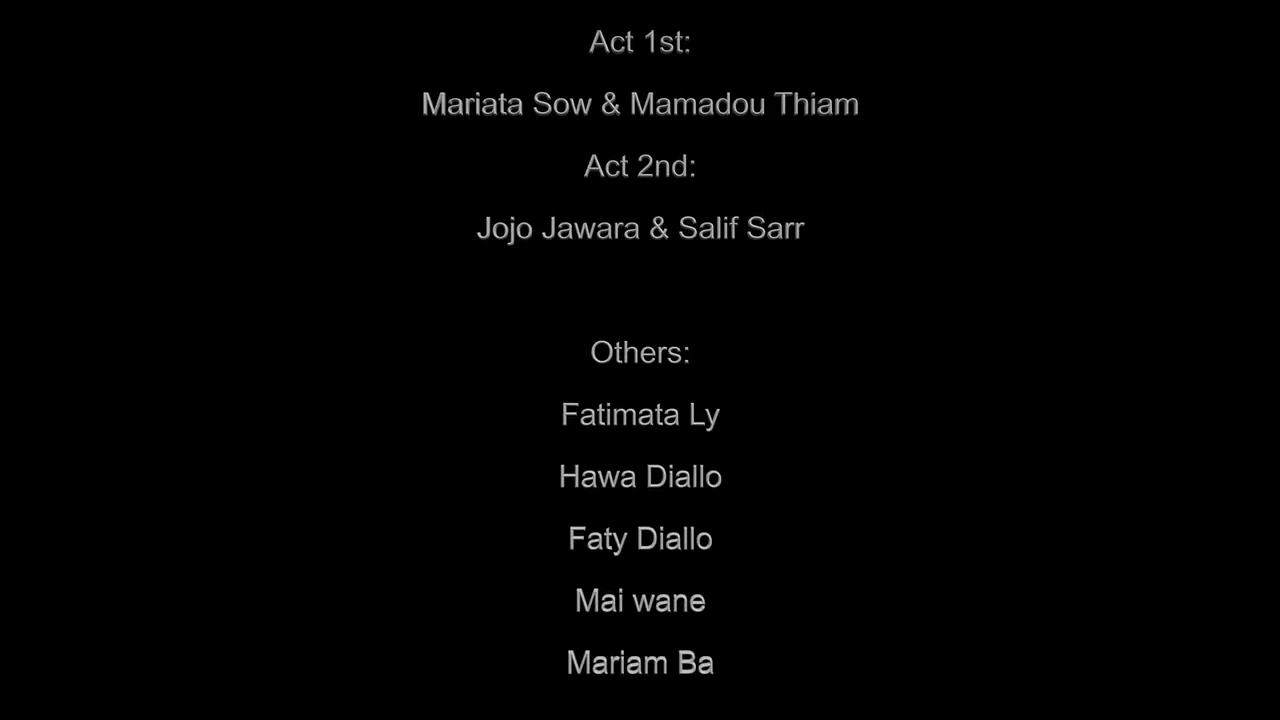 Act 1st:
Mariata Sow & Mamadou Thiam
Act 2nd:
Jojo Jawara & Salif Sarr
Others:
Fatimata Ly
Hawa Diallo
Faty Diallo
Mai wane
Mariam Ba